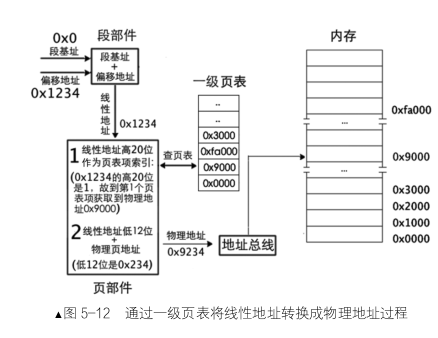 0x0
段基址
偏移地址
0x1234
段部件
段基址
+
偏移地址
线性地址
0x1234
1 线性地址高20位
作为页表项索引:
(0x1234的高20位
是1,故到第1个页
表项获取到物理地
址0x9000)
2 线性地址低12位
+
物理页地址
(低12位是0x234)
页部件
一级页表
..
..
0x3000
0xfa000
0x9000
0x0000
查页表
物理地址
0x9234
地址总线
内存
...
0xfa000
...
0x9000
0x3000
0x2000
0x1000
0x0000
▲图 5-12 通过一级页表将线性地址转换成物理地址过程